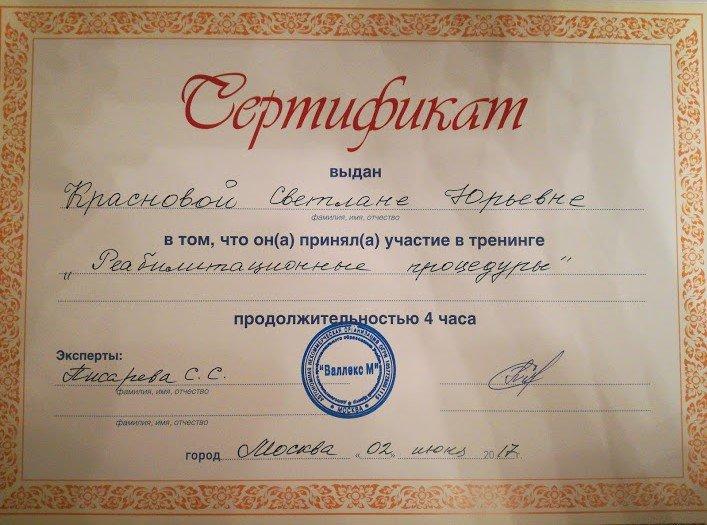 Сертификат
выдан
Красновой Светлане Юрьевне
фамилия, имя, отчество
в том, что он(а) принял(а) участие в тренинге
„Реабилитационные процедуры"
продолжительностью 4 часа
Эксперты:
Писарева С.С.
фамилия, имя, отчество
фамилия, имя, отчество
"Валлекс М"
МОСКВА
город Москва «02» июня 2017г.